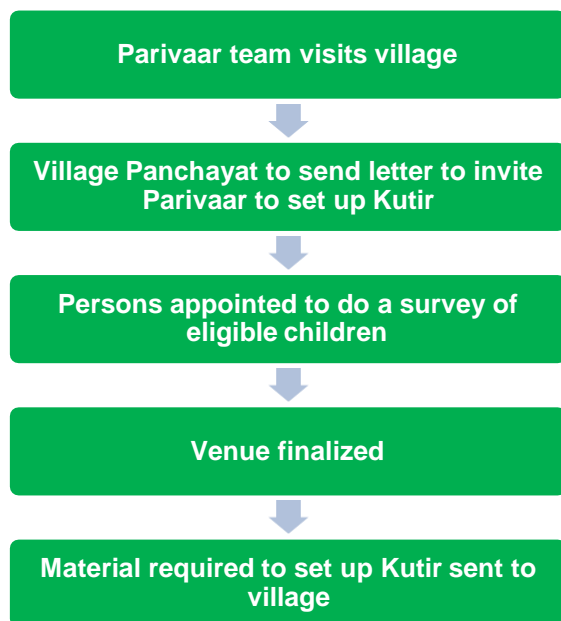 Parivaar team visits village
Village Panchayat to send letter to invite
Parivaar to set up Kutir
Persons appointed to do a survey of
eligible children
Venue finalized
Material required to set up Kutir sent to
village